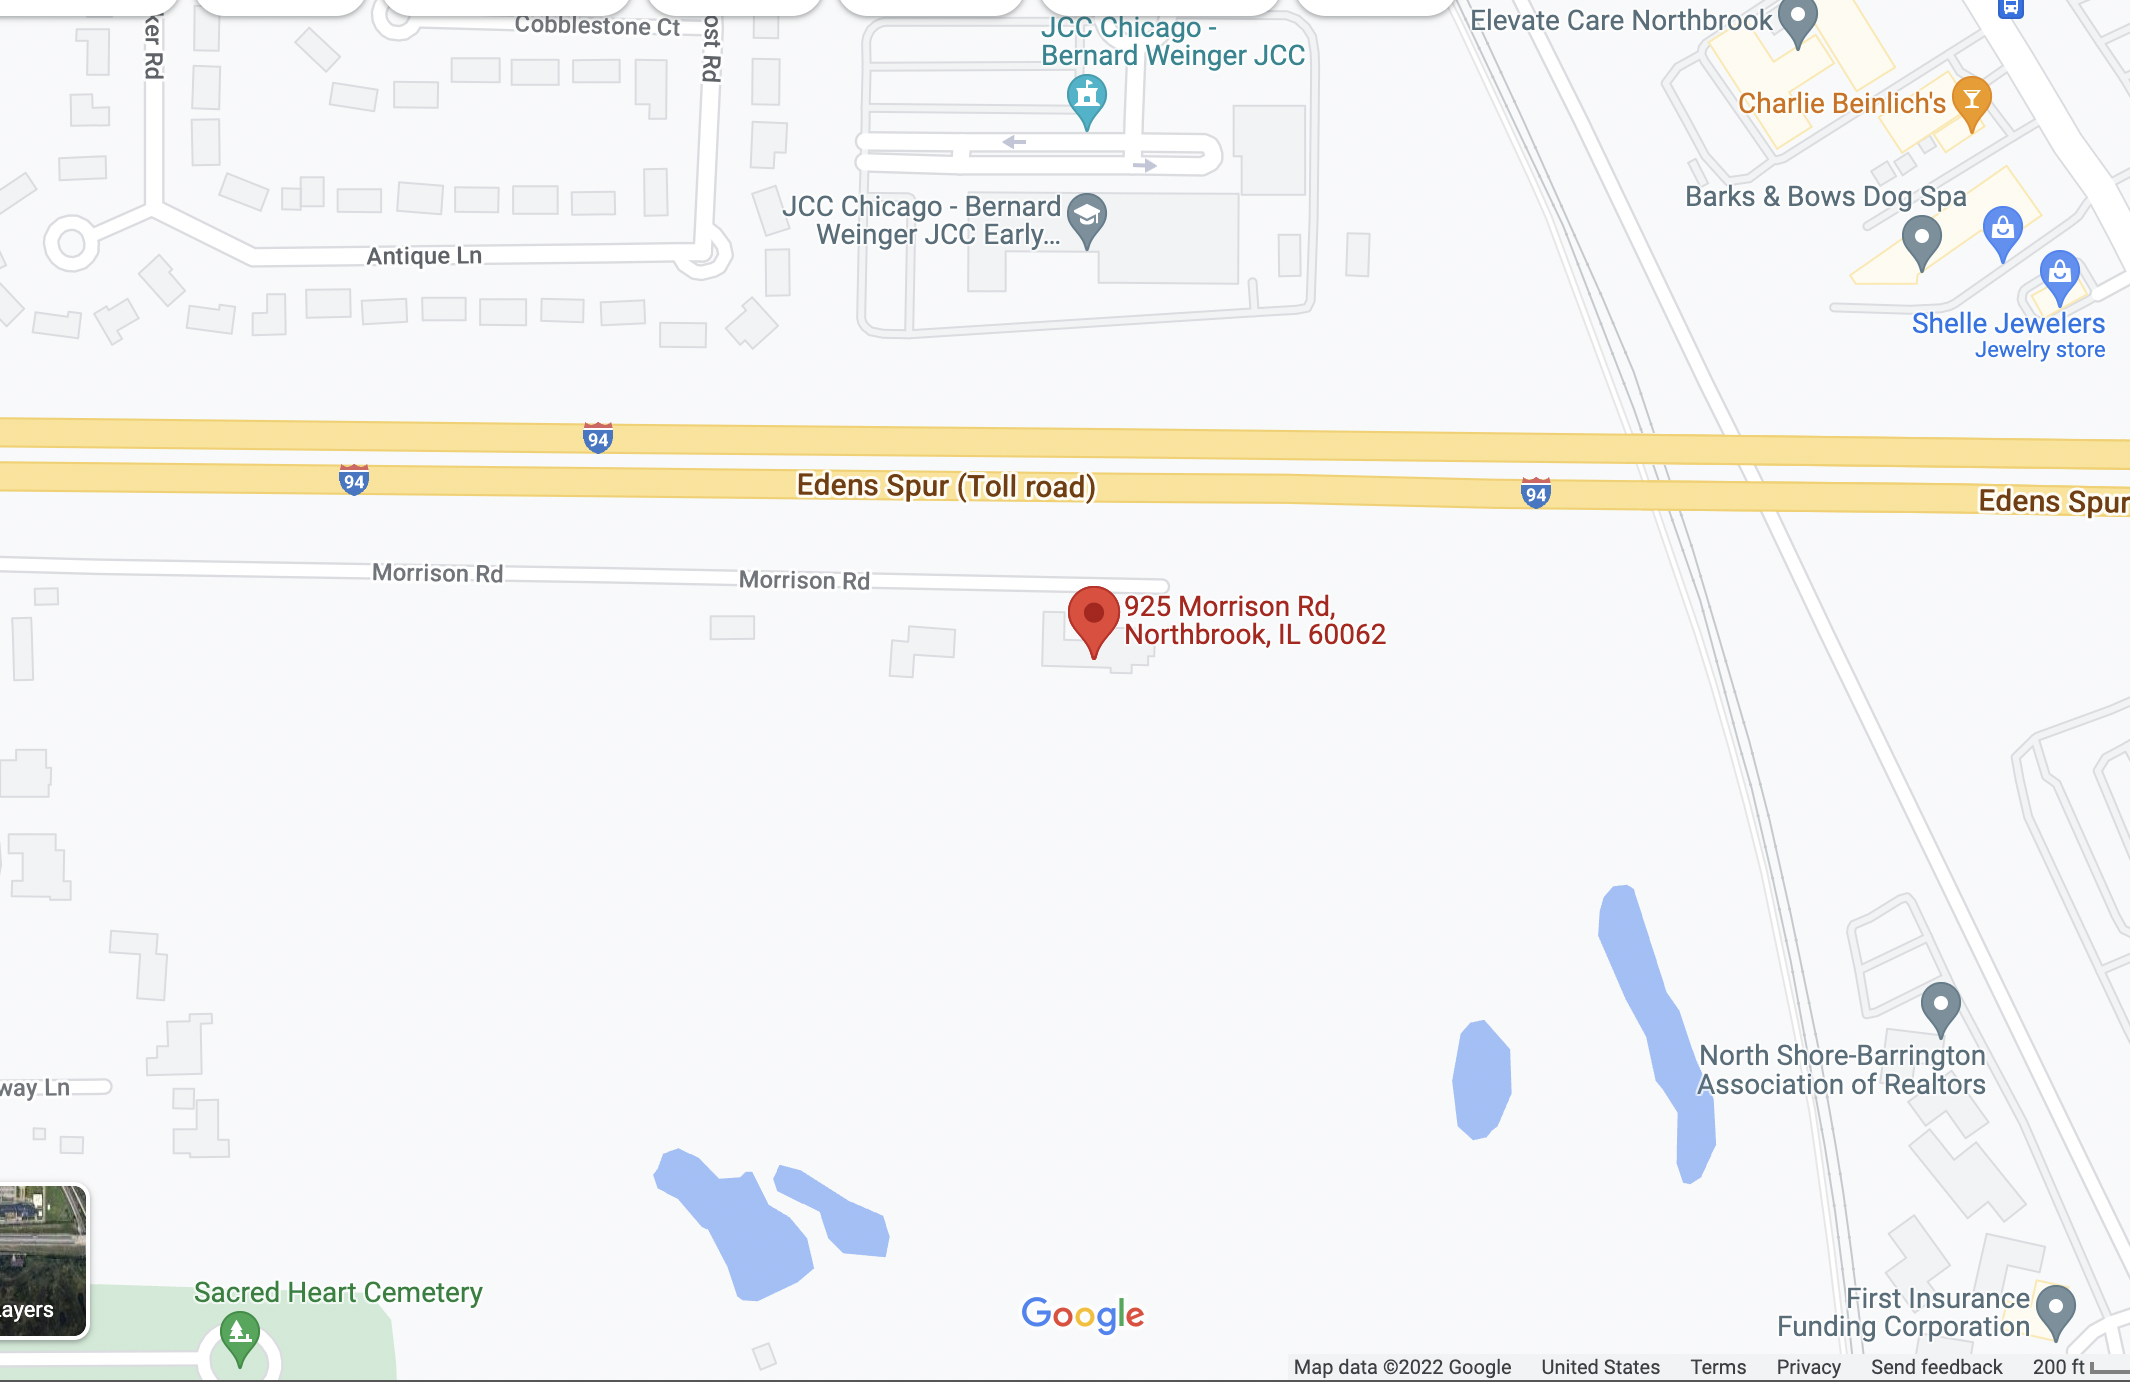 Cobblestone Ct
ker Rd
ost Rd
JCC Chicago -
Bernard Weinger JCC
Elevate Care Northbrook
Charlie Beinlich's
Barks & Bows Dog Spa
JCC Chicago - Bernard
Weinger JCC Early...
Antique Ln
Shelle Jewelers
Jewelry store
94
94
Edens Spur (Toll road)
94
Edens Spur
Morrison Rd
Morrison Rd
925 Morrison Rd,
Northbrook, IL 60062
North Shore-Barrington
Association of Realtors
way Ln
Sacred Heart Cemetery
ayers
Google
First Insurance
Funding Corporation
Map data ©2022 Google United States Terms Privacy Send feedback 200 ft